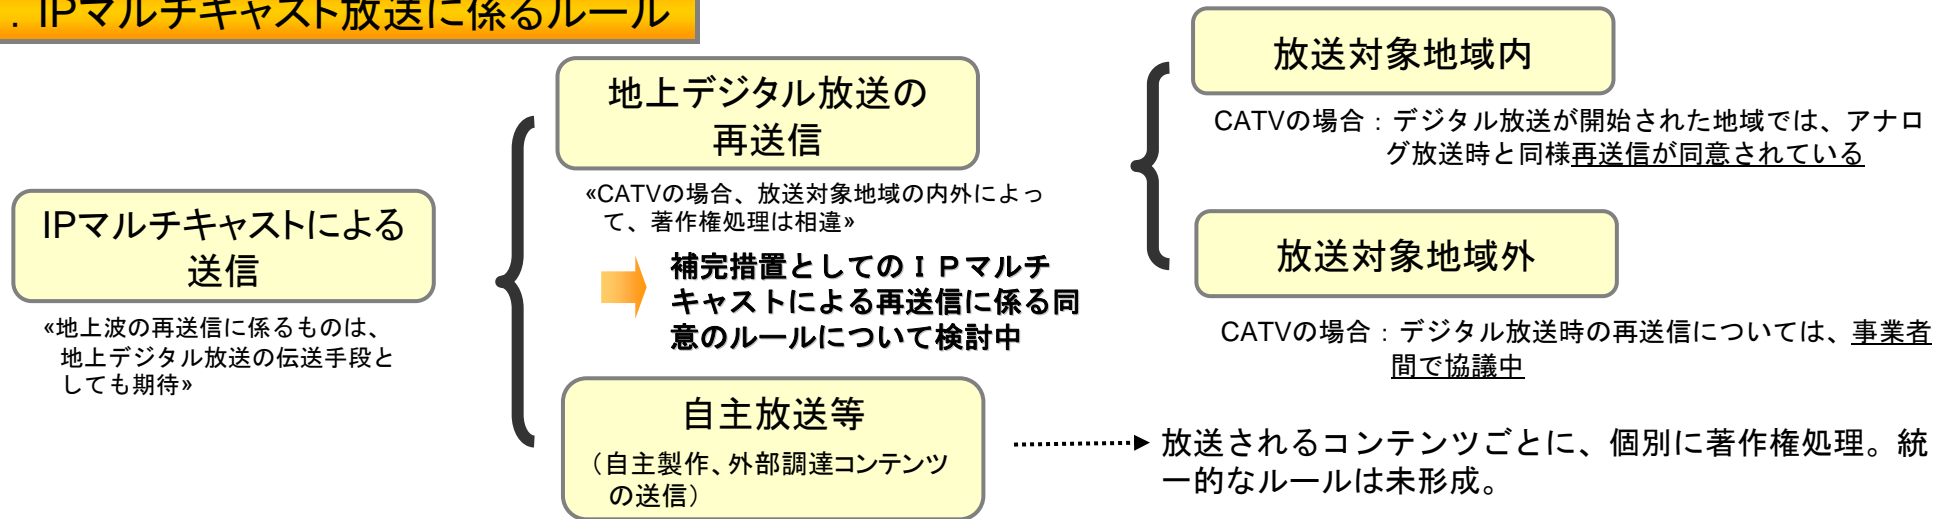 . IPマルチキャスト放送に係るルール
IPマルチキャストによる
送信
«地上波の再送信に係るものは、
地上デジタル放送の伝送手段と
しても期待»
地上デジタル放送の
再送信
«CATVの場合、放送対象地域の内外によっ
て、著作権処理は相違»
補完措置としてのＩＰマルチ
キャストによる再送信に係る同
意のルールについて検討中
自主放送等
（自主製作、外部調達コンテンツ
の送信）
放送対象地域内
CATVの場合：デジタル放送が開始された地域では、アナロ
グ放送時と同様再送信が同意されている
放送対象地域外
CATVの場合：デジタル放送時の再送信については、事業者
間で協議中
放送されるコンテンツごとに、個別に著作権処理。統
一的なルールは未形成。